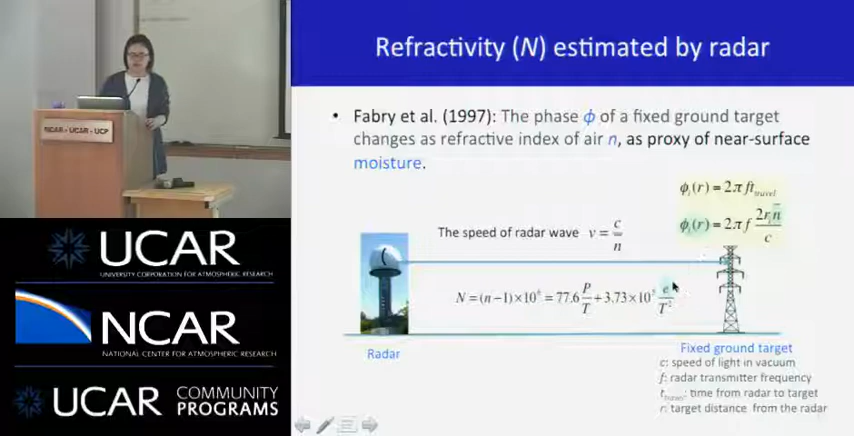 Refractivity (N) estimated by radar
• Fabry et al. (1997): The phase ϕ of a fixed ground target
changes as refractive index of air n, as proxy of near-surface
moisture.
ϕᵢ(r) = 2π f t_travel
ϕᵢ(r) = 2π f 2rᵢn̄ / c
The speed of radar wave v = c / n
N = (n−1)×10⁶ = 77.6 P/T + 3.73×10⁵ e/T²
Radar
Fixed ground target
c: speed of light in vacuum
f: radar transmitter frequency
t_travel: time from radar to target
r: target distance from the radar
NCAR · UCAR · UCP
UCAR
UNIVERSITY CORPORATION FOR ATMOSPHERIC RESEARCH
NCAR
NATIONAL CENTER FOR ATMOSPHERIC RESEARCH
UCAR COMMUNITY
PROGRAMS